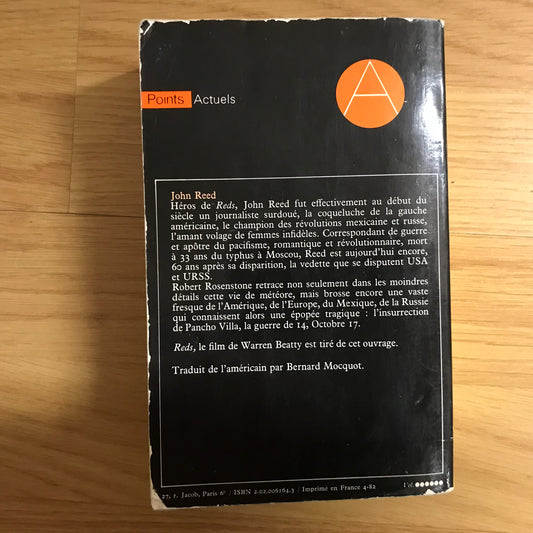 Points Actuels
A
John Reed
Héros de Reds, John Reed fut effectivement au début du
siècle un journaliste surdoué, la coqueluche de la gauche
américaine, le champion des révolutions mexicaine et russe,
l'amant volage de femmes infidèles. Correspondant de guerre
et apôtre du pacifisme, romantique et révolutionnaire, mort
à 33 ans du typhus à Moscou, Reed est aujourd'hui encore,
60 ans après sa disparition, la vedette que se disputent USA
et URSS.
Robert Rosenstone retrace non seulement dans les moindres
détails cette vie de météore, mais brosse encore une vaste
fresque de l'Amérique, de l'Europe, du Mexique, de la Russie
qui connaissent alors une épopée tragique : l'insurrection
de Pancho Villa, la guerre de 14, Octobre 17.
Reds, le film de Warren Beatty est tiré de cet ouvrage.
Traduit de l'américain par Bernard Mocquot.
27, r. Jacob, Paris 6e / ISBN 2.02.006164.3 / Imprimé en France 4-82